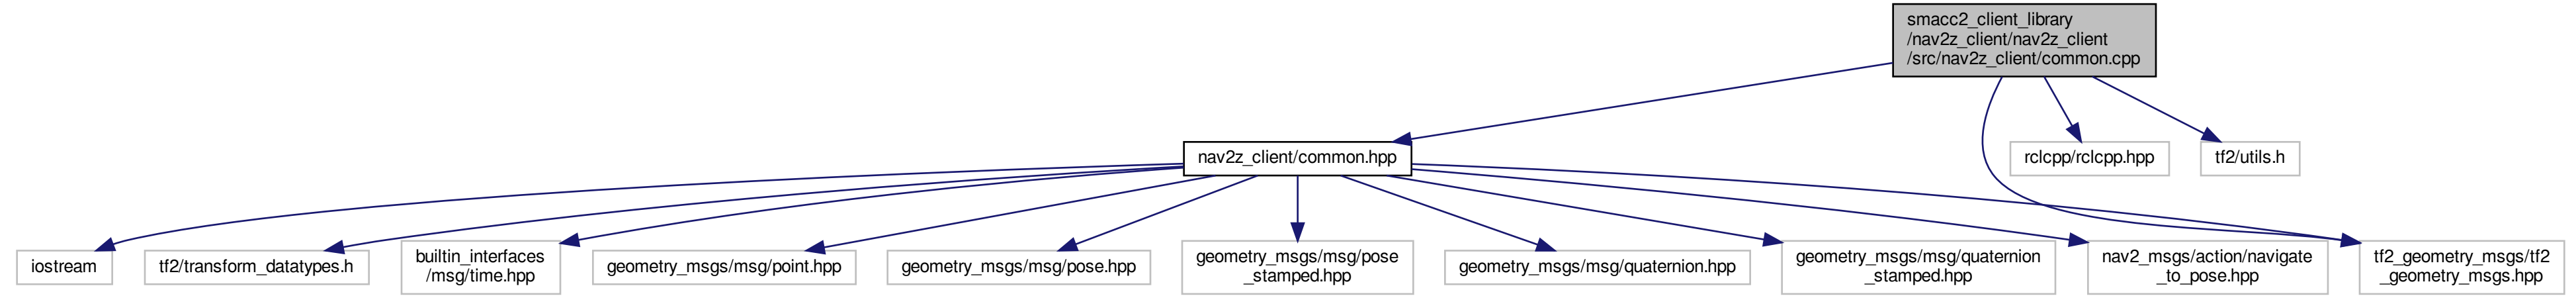 smacc2_client_library
/nav2z_client/nav2z_client
/src/nav2z_client/common.cpp
nav2z_client/common.hpp
rclcpp/rclcpp.hpp
tf2/utils.h
iostream
tf2/transform_datatypes.h
builtin_interfaces
/msg/time.hpp
geometry_msgs/msg/point.hpp
geometry_msgs/msg/pose.hpp
geometry_msgs/msg/pose
_stamped.hpp
geometry_msgs/msg/quaternion.hpp
geometry_msgs/msg/quaternion
_stamped.hpp
nav2_msgs/action/navigate
_to_pose.hpp
tf2_geometry_msgs/tf2
_geometry_msgs.hpp